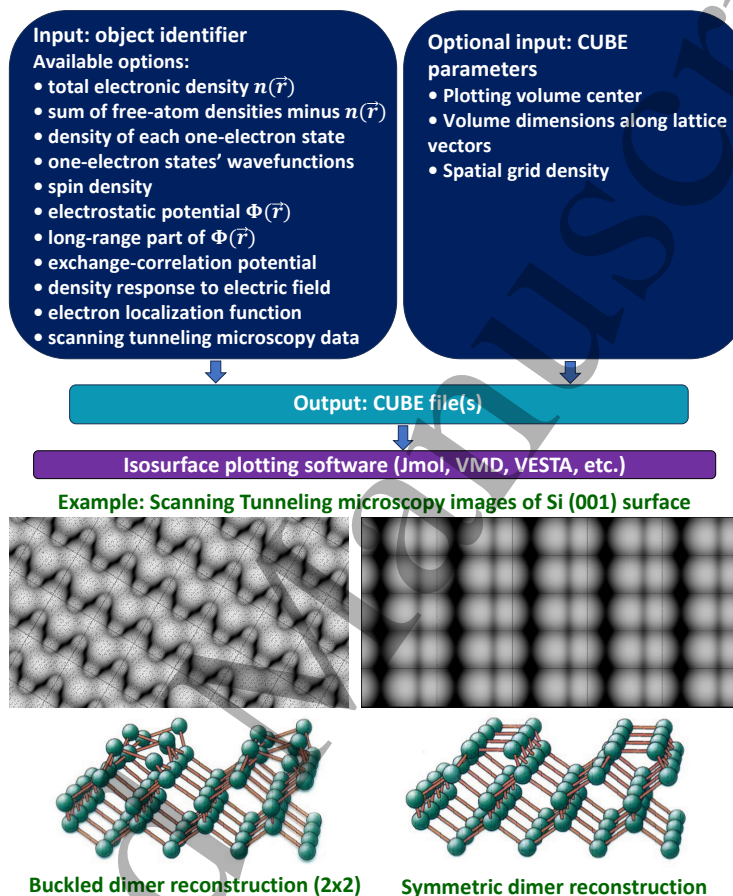 Input: object identifier
Available options:
• total electronic density n(r⃗)
• sum of free-atom densities minus n(r⃗)
• density of each one-electron state
• one-electron states’ wavefunctions
• spin density
• electrostatic potential Φ(r⃗)
• long-range part of Φ(r⃗)
• exchange-correlation potential
• density response to electric field
• electron localization function
• scanning tunneling microscopy data
Optional input: CUBE
parameters
• Plotting volume center
• Volume dimensions along lattice
vectors
• Spatial grid density
Output: CUBE file(s)
Isosurface plotting software (Jmol, VMD, VESTA, etc.)
Example: Scanning Tunneling microscopy images of Si (001) surface
Buckled dimer reconstruction (2x2)
Symmetric dimer reconstruction